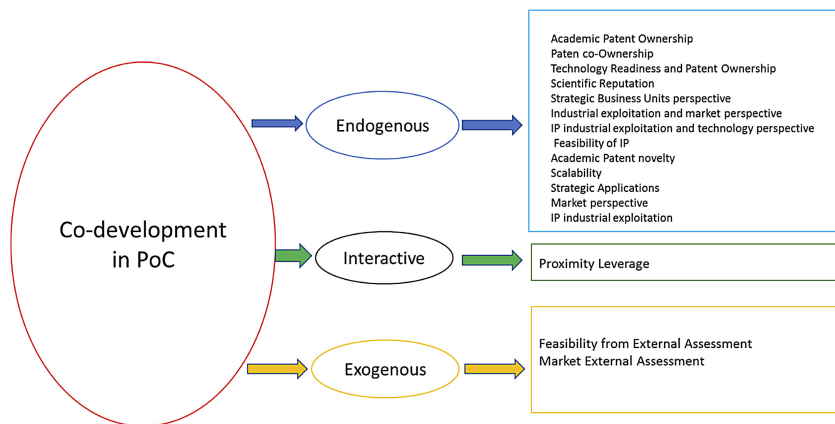 Co-development
in PoC
Endogenous
Academic Patent Ownership
Paten co-Ownership
Technology Readiness and Patent Ownership
Scientific Reputation
Strategic Business Units perspective
Industrial exploitation and market perspective
IP industrial exploitation and technology perspective
Feasibility of IP
Academic Patent novelty
Scalability
Strategic Applications
Market perspective
IP industrial exploitation
Interactive
Proximity Leverage
Exogenous
Feasibility from External Assessment
Market External Assessment